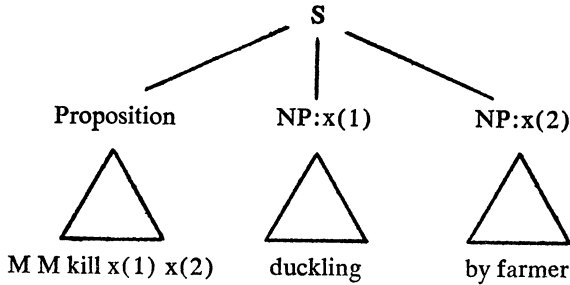 S
Proposition NP:x(1) NP:x(2)
M M kill x(1) x(2) duckling by farmer